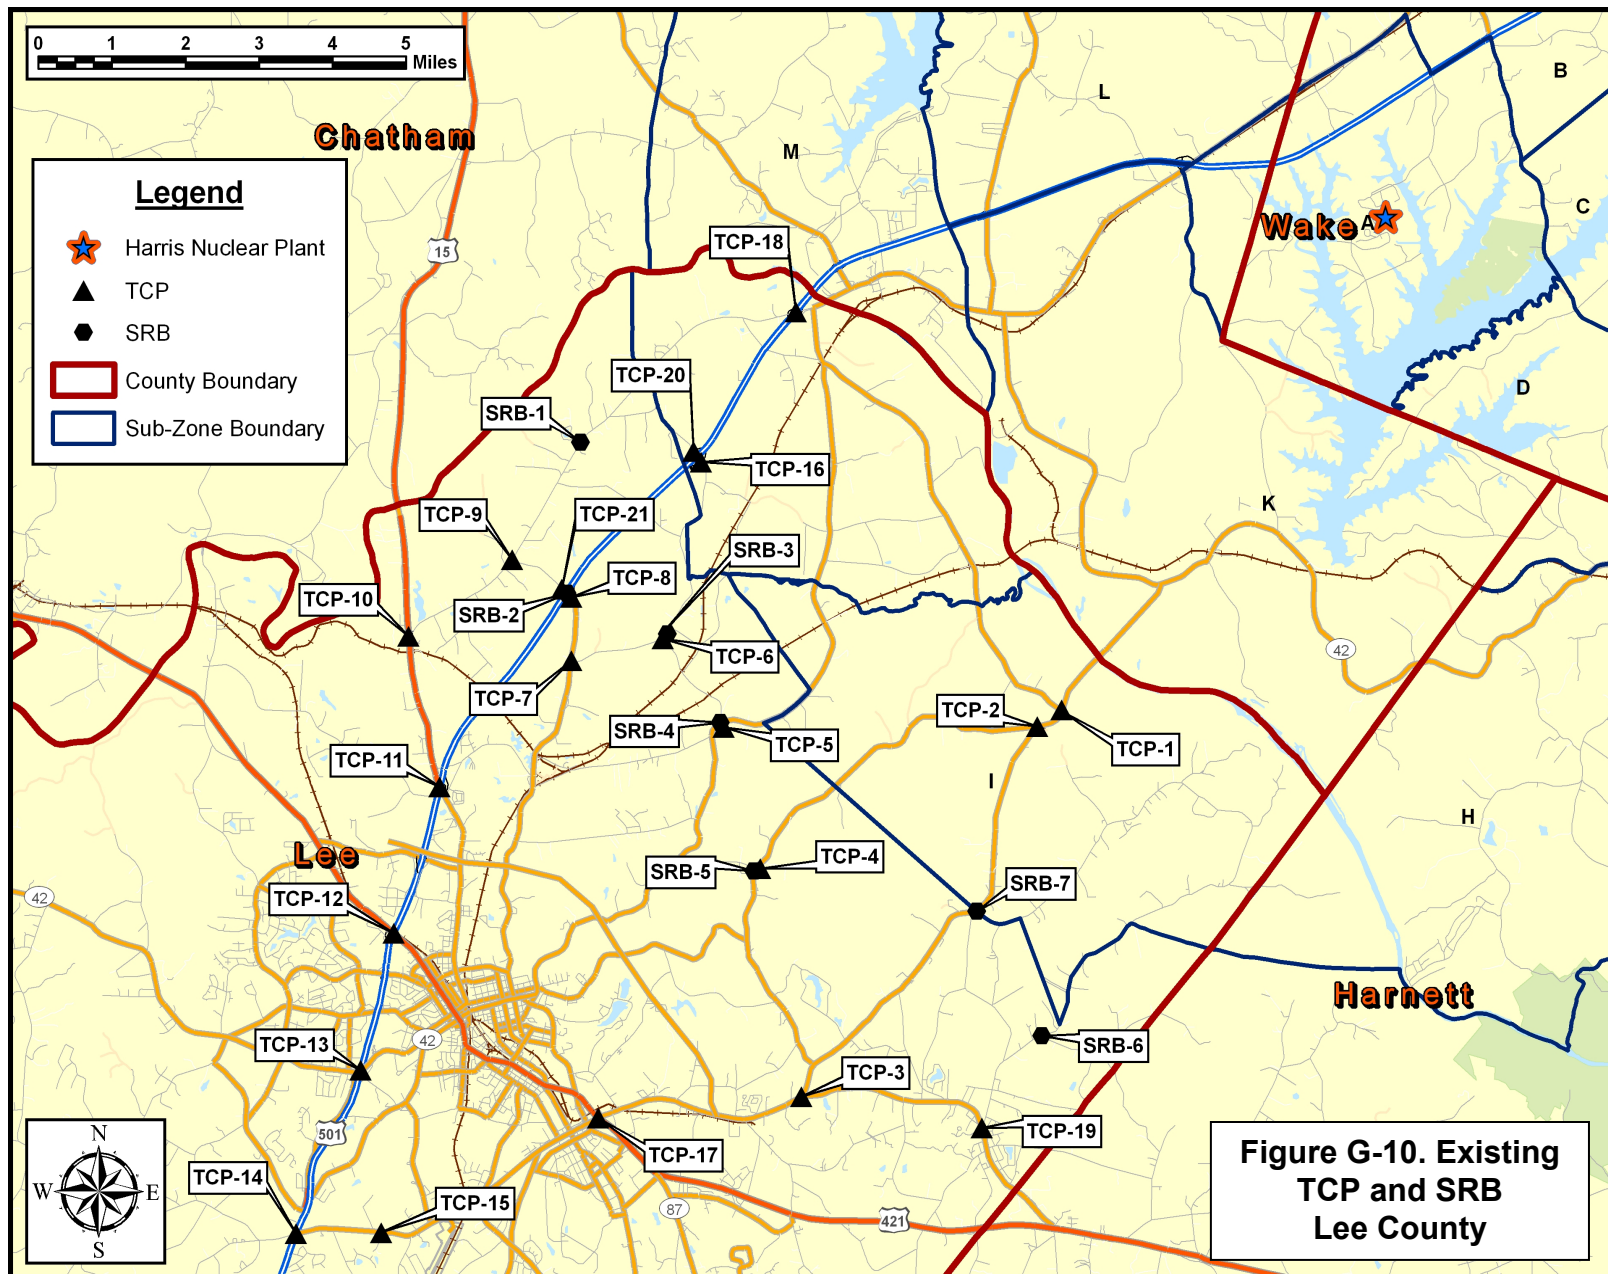 0 1 2 3 4 5
Miles
Chatham
L
B
M
Legend
Harris Nuclear Plant
TCP
SRB
County Boundary
Sub-Zone Boundary
15
Wake
A
C
D
TCP-18
TCP-20
SRB-1
TCP-16
TCP-9
TCP-21
K
SRB-3
TCP-8
TCP-10
SRB-2
42
TCP-6
TCP-7
TCP-2
SRB-4
TCP-5
TCP-1
TCP-11
I
H
Lee
TCP-4
SRB-5
SRB-7
42
TCP-12
Harnett
42
TCP-13
SRB-6
TCP-3
501
TCP-19
TCP-17
TCP-14
TCP-15
87
421
N
W E
S
Figure G-10. Existing
TCP and SRB
Lee County